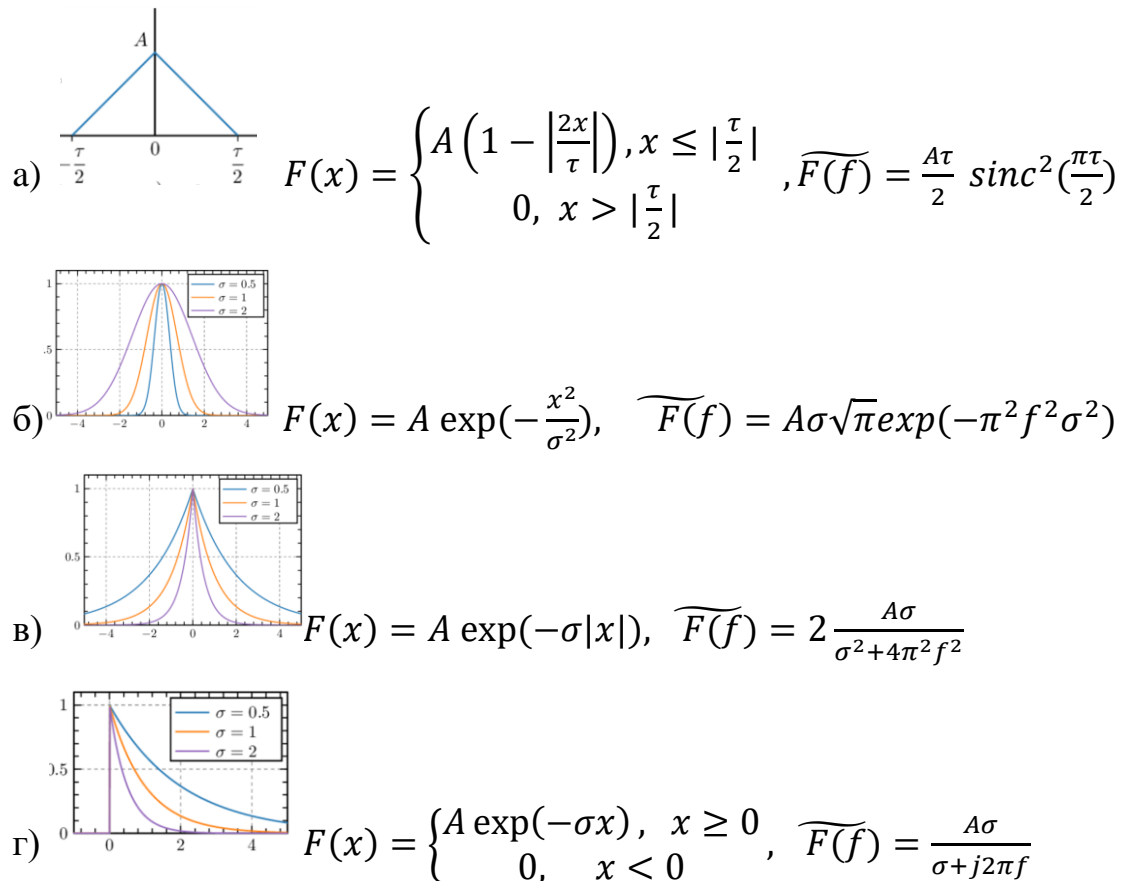 A
−τ/2 0 τ/2
а) F(x) = {A(1 − |2x/τ|), x ≤ |τ/2|
0, x > |τ/2| , F(f)͠ = Aτ/2 sinc²(πτ/2)
1
.5
0
−4 −2 0 2 4
σ = 0.5
σ = 1
σ = 2
б) F(x) = A exp(−x²/σ²), F(f)͠ = Aσ√π exp(−π²f²σ²)
1
0.5
0
−4 −2 0 2 4
σ = 0.5
σ = 1
σ = 2
в) F(x) = A exp(−σ|x|), F(f)͠ = 2 Aσ/(σ²+4π²f²)
1
0.5
0
0 2 4
σ = 0.5
σ = 1
σ = 2
г) F(x) = {A exp(−σx), x ≥ 0
0, x < 0 , F(f)͠ = Aσ/(σ+j2πf)